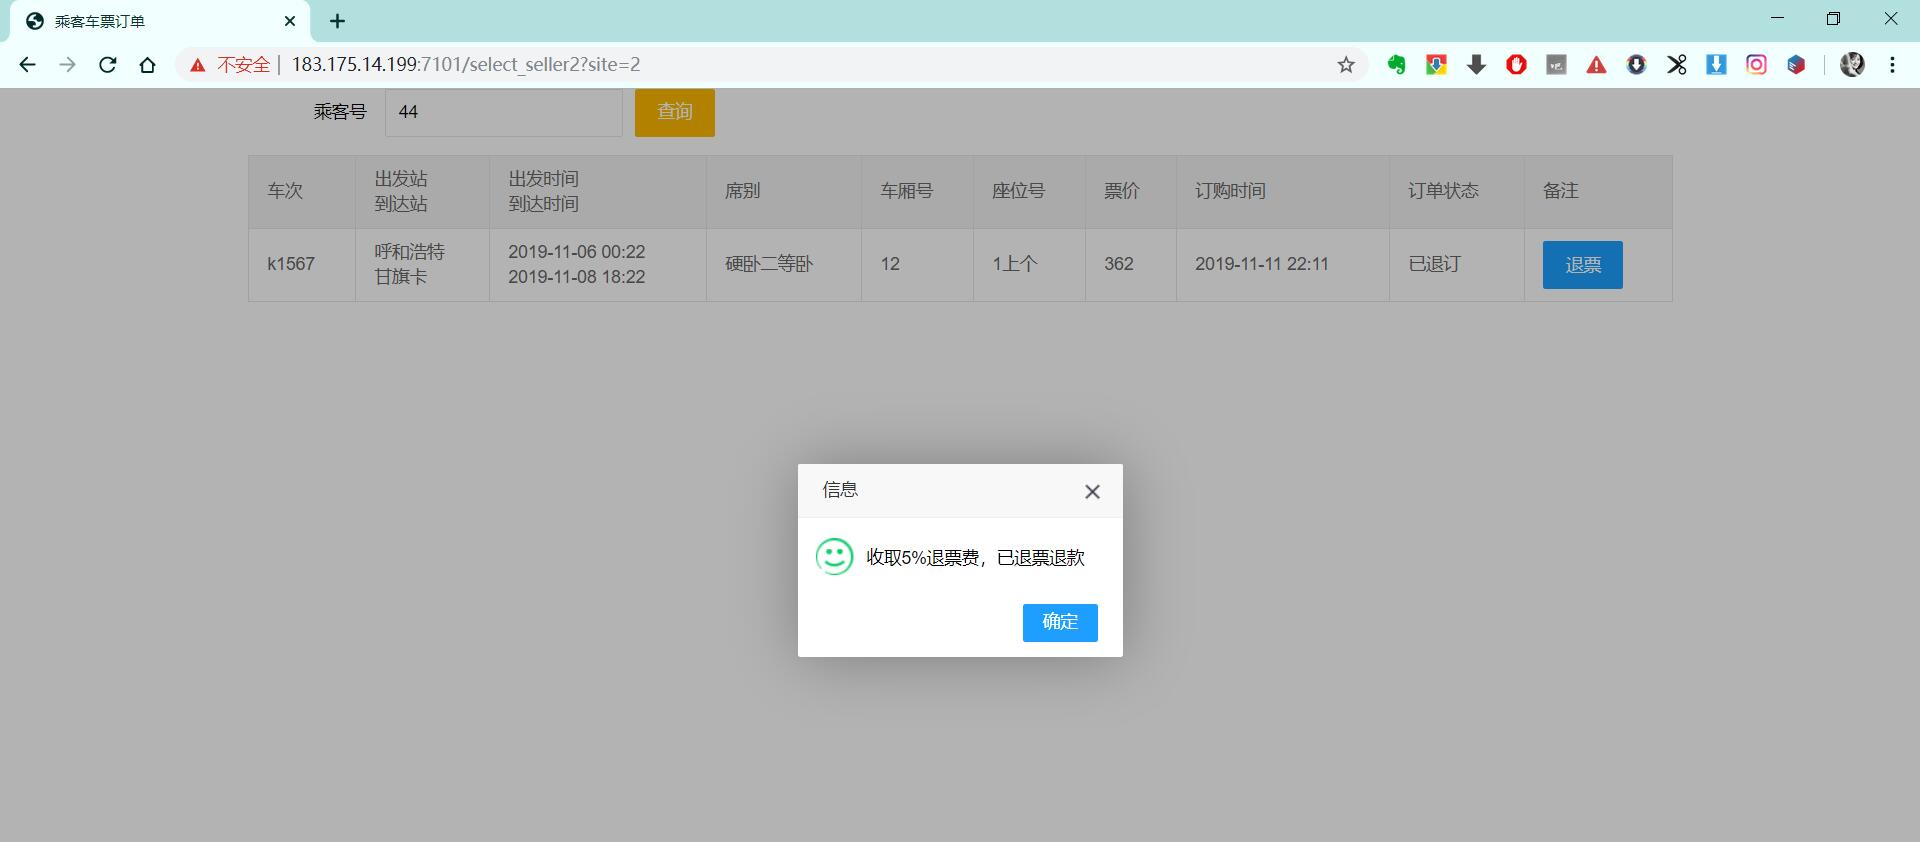 乘客车票订单
不安全 | 183.175.14.199:7101/select_seller2?site=2
乘客号 44 查询
车次 出发站 出发时间 席别 车厢号 座位号 票价 订购时间 订单状态 备注
到达站 到达时间
k1567 呼和浩特 2019-11-06 00:22 硬卧二等卧 12 1上个 362 2019-11-11 22:11 已退订 退票
甘旗卡 2019-11-08 18:22
信息
收取5%退票费，已退票退款
确定